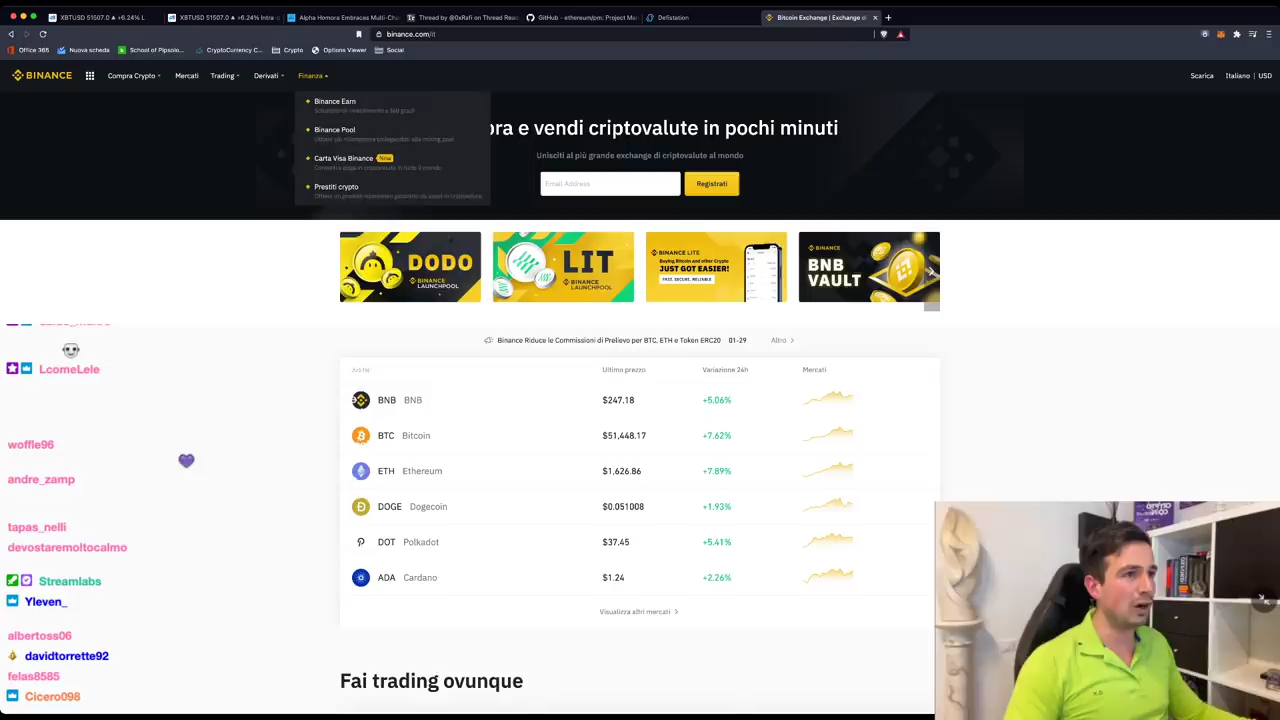 XBTUSD 51507.0 ▲ +6.24% L
XBTUSD 51507.0 ▲ +6.24% Intra-d
Alpha Homora Embraces Multi-Cha
Thread by @0xRafi on Thread Read
GitHub - ethereum/pm: Project Man
Defistation
Bitcoin Exchange | Exchange di
binance.com/it
Office 365
Nuova scheda
School of Pipsolo...
CryptoCurrency C...
Crypto
Options Viewer
Social
BINANCE
Compra Crypto
Mercati
Trading
Derivati
Finanza
Scarica
Italiano | USD
Binance Earn
Binance Pool
Carta Visa Binance New
Prestiti crypto
ra e vendi criptovalute in pochi minuti
Unisciti al più grande exchange di criptovalute al mondo
Email Address
Registrati
DODO
BINANCE
LAUNCHPOOL
LIT
BINANCE
LAUNCHPOOL
BINANCE LITE
Buying Bitcoin and other Crypto
JUST GOT EASIER!
FAST, SECURE, RELIABLE
BINANCE
BNB
VAULT
Binance Riduce le Commissioni di Prelievo per BTC, ETH e Token ERC20 01-29
Altro
Ultimo prezzo
Variazione 24h
Mercati
BNB BNB $247.18 +5.06%
BTC Bitcoin $51,448.17 +7.62%
ETH Ethereum $1,626.86 +7.89%
DOGE Dogecoin $0.051008 +1.93%
DOT Polkadot $37.45 +5.41%
ADA Cardano $1.24 +2.26%
Visualizza altri mercati
Fai trading ovunque
LcomeLele
woffle96
andre_zamp
tapas_nelli
devostaremoltocalmo
Streamlabs
Yleven_
albertoss06
davidtorrette92
felas8585
Cicero098